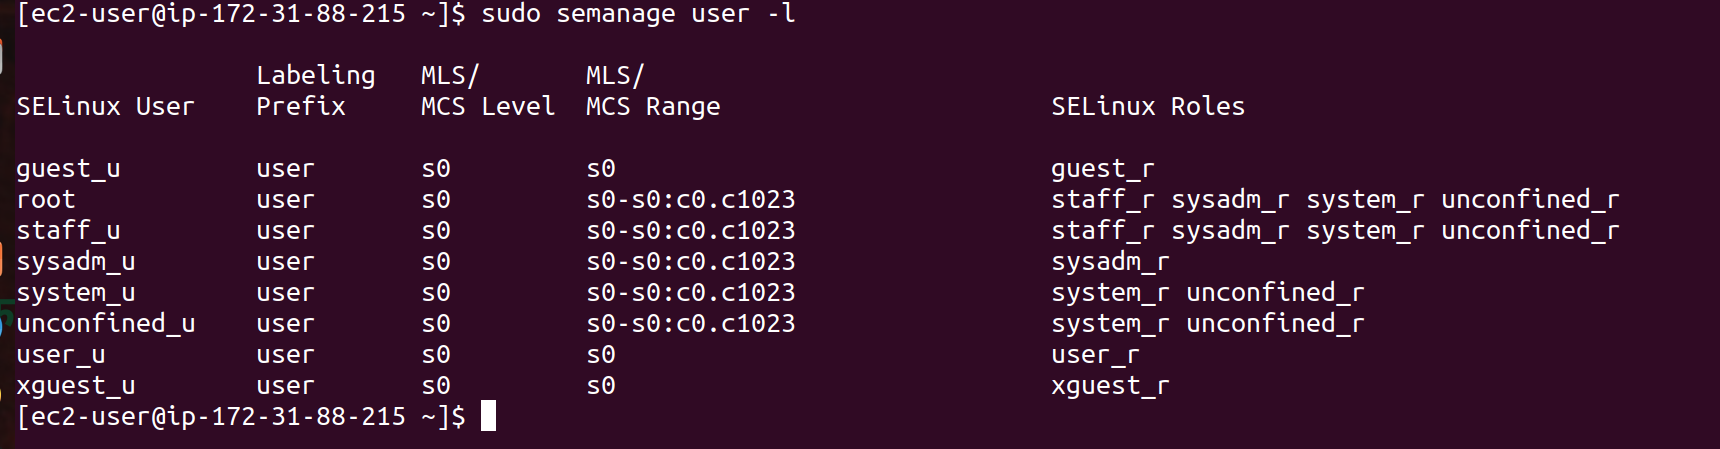 [ec2-user@ip-172-31-88-215 ~]$ sudo semanage user -l
Labeling MLS/ MLS/
SELinux User Prefix MCS Level MCS Range SELinux Roles
guest_u user s0 s0 guest_r
root user s0 s0-s0:c0.c1023 staff_r sysadm_r system_r unconfined_r
staff_u user s0 s0-s0:c0.c1023 staff_r sysadm_r system_r unconfined_r
sysadm_u user s0 s0-s0:c0.c1023 sysadm_r
system_u user s0 s0-s0:c0.c1023 system_r unconfined_r
unconfined_u user s0 s0-s0:c0.c1023 system_r unconfined_r
user_u user s0 s0 user_r
xguest_u user s0 s0 xguest_r
[ec2-user@ip-172-31-88-215 ~]$